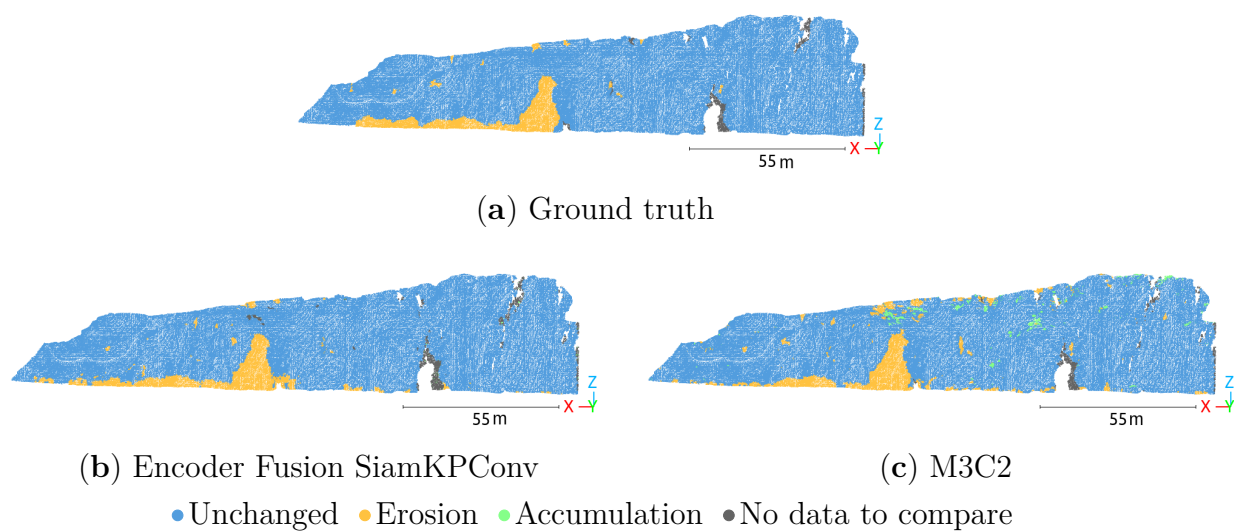 Z
X Y
55 m
(a) Ground truth
Z
X Y
55 m
Z
X Y
55 m
(b) Encoder Fusion SiamKPConv
(c) M3C2
Unchanged Erosion Accumulation No data to compare